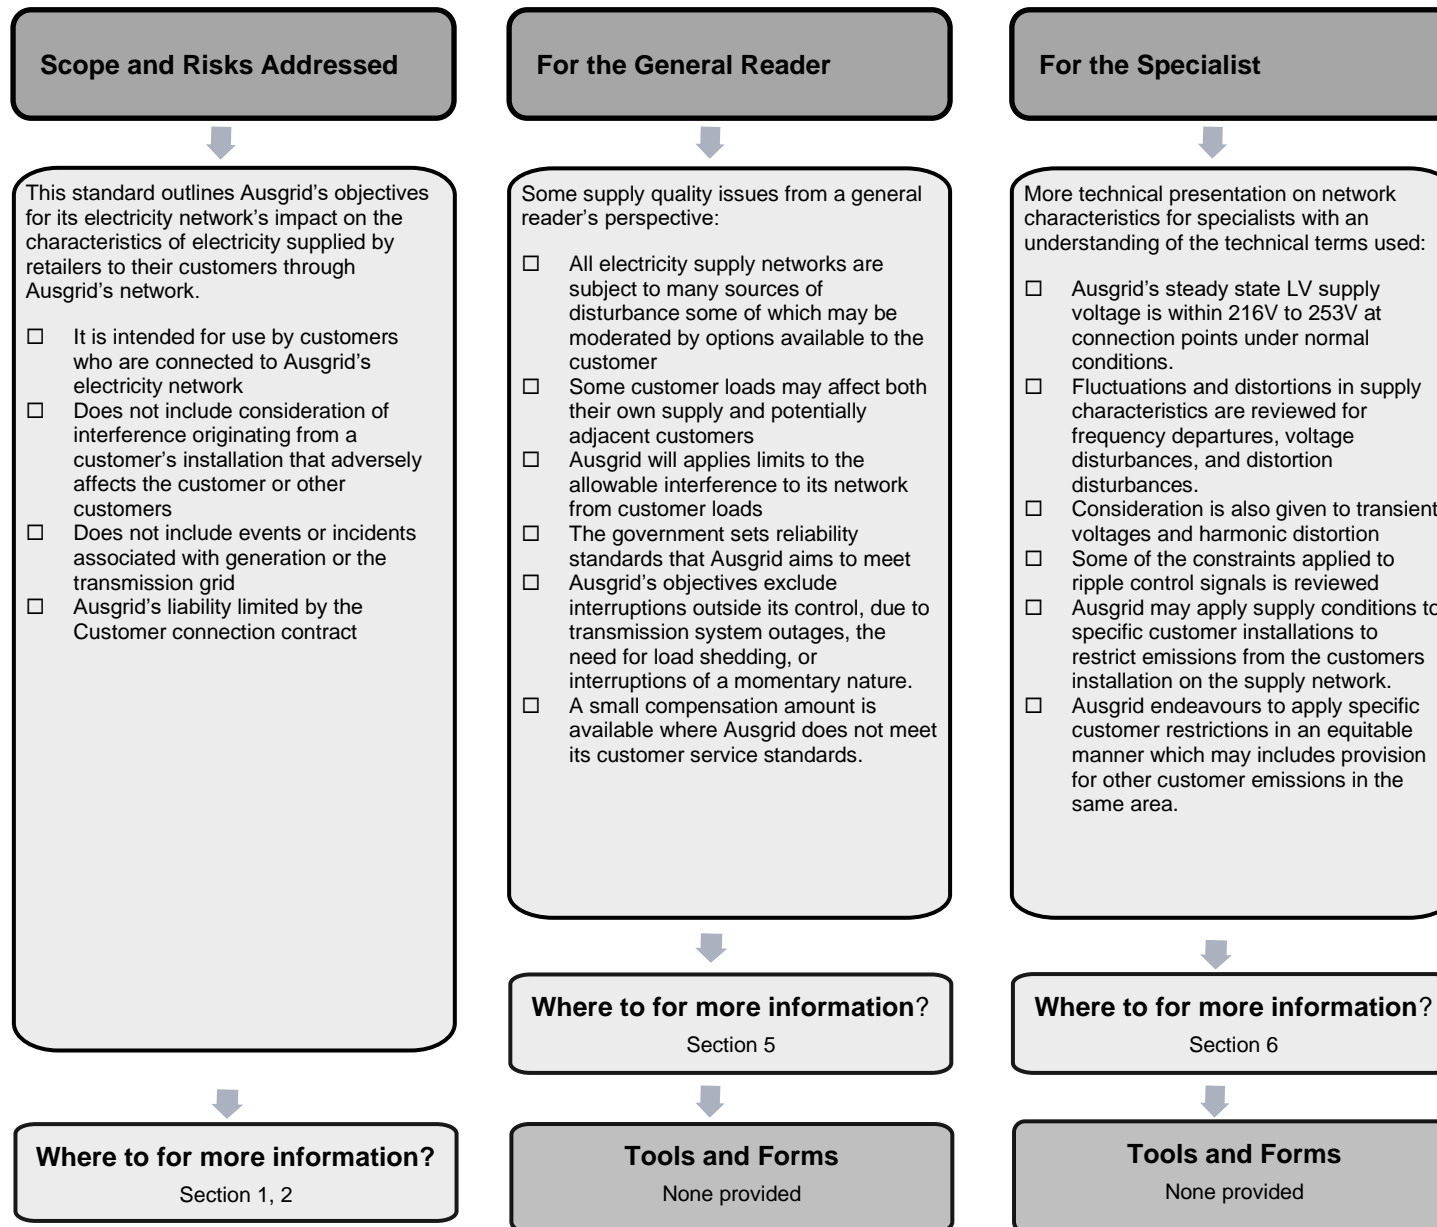 Scope and Risks Addressed
This standard outlines Ausgrid's objectives
for its electricity network's impact on the
characteristics of electricity supplied by
retailers to their customers through
Ausgrid's network.
☐ It is intended for use by customers
who are connected to Ausgrid's
electricity network
☐ Does not include consideration of
interference originating from a
customer's installation that adversely
affects the customer or other
customers
☐ Does not include events or incidents
associated with generation or the
transmission grid
☐ Ausgrid's liability limited by the
Customer connection contract
Where to for more information?
Section 1, 2
For the General Reader
Some supply quality issues from a general
reader's perspective:
☐ All electricity supply networks are
subject to many sources of
disturbance some of which may be
moderated by options available to the
customer
☐ Some customer loads may affect both
their own supply and potentially
adjacent customers
☐ Ausgrid will applies limits to the
allowable interference to its network
from customer loads
☐ The government sets reliability
standards that Ausgrid aims to meet
☐ Ausgrid's objectives exclude
interruptions outside its control, due to
transmission system outages, the
need for load shedding, or
interruptions of a momentary nature.
☐ A small compensation amount is
available where Ausgrid does not meet
its customer service standards.
Where to for more information?
Section 5
Tools and Forms
None provided
For the Specialist
More technical presentation on network
characteristics for specialists with an
understanding of the technical terms used:
☐ Ausgrid's steady state LV supply
voltage is within 216V to 253V at
connection points under normal
conditions.
☐ Fluctuations and distortions in supply
characteristics are reviewed for
frequency departures, voltage
disturbances, and distortion
disturbances.
☐ Consideration is also given to transient
voltages and harmonic distortion
☐ Some of the constraints applied to
ripple control signals is reviewed
☐ Ausgrid may apply supply conditions to
specific customer installations to
restrict emissions from the customers
installation on the supply network.
☐ Ausgrid endeavours to apply specific
customer restrictions in an equitable
manner which may includes provision
for other customer emissions in the
same area.
Where to for more information?
Section 6
Tools and Forms
None provided